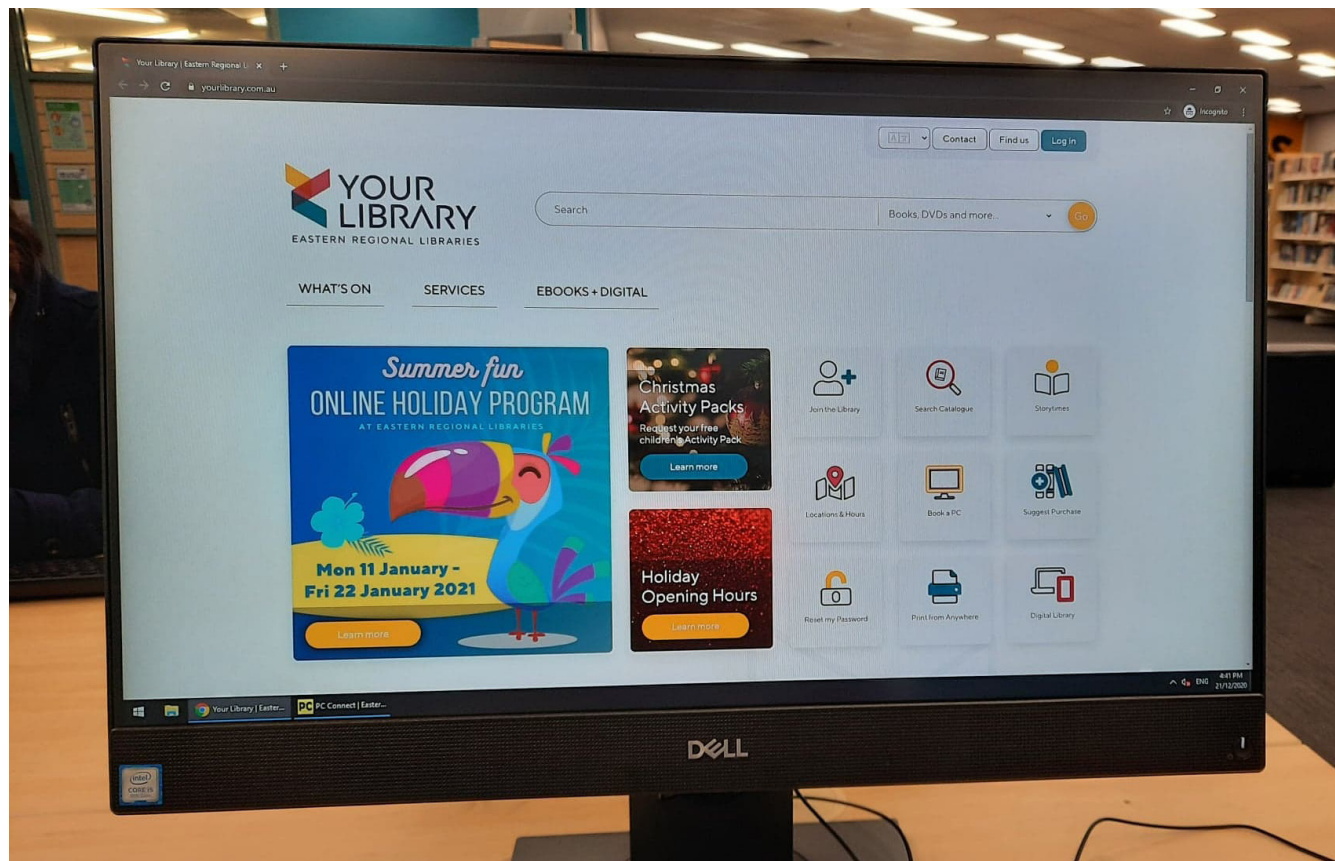 Your Library | Eastern Regional Li
yourlibrary.com.au
Incognito
Contact
Find us
Log in
YOUR
LIBRARY
EASTERN REGIONAL LIBRARIES
Search
Books, DVDs and more..
Go
WHAT'S ON
SERVICES
EBOOKS + DIGITAL
Summer fun
ONLINE HOLIDAY PROGRAM
AT EASTERN REGIONAL LIBRARIES
Mon 11 January -
Fri 22 January 2021
Learn more
Christmas
Activity Packs
Request your free
children's Activity Pack
Learn more
Holiday
Opening Hours
Learn more
Join the Library
Search Catalogue
Storytimes
Locations & Hours
Book a PC
Suggest Purchase
Reset my Password
Print from Anywhere
Digital Library
Your Library | Easter...
PC
PC Connect | Easter...
ENG
4:41 PM
21/12/2020
DELL
intel
CORE i5